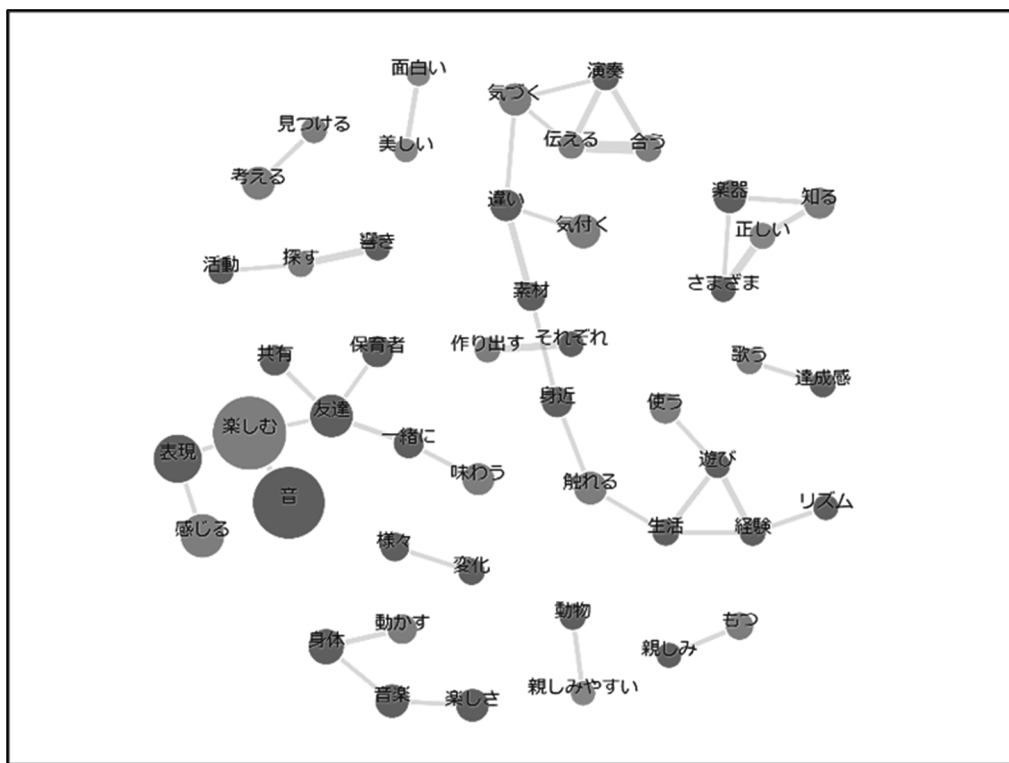 面白い
演奏
気づく
見つける
伝える
合う
美しい
考える
楽器
知る
違い
気付く
正しい
響き
活動
探す
さまざま
素材
共有
保育者
作り出す
それぞれ
歌う
達成感
身近
使う
友達
楽しむ
一緒に
表現
味わう
遊び
触れる
音
リズム
感じる
生活
経験
様々
変化
動かす
動物
もつ
身体
親しみ
音楽
楽しさ
親しみやすい